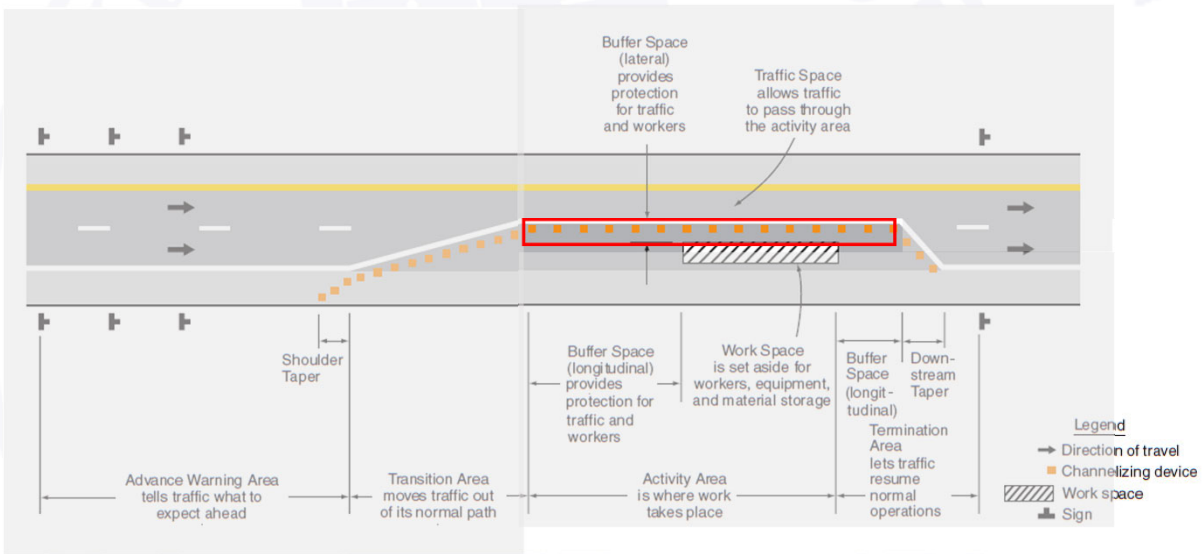 Buffer Space
(lateral)
provides
protection
for traffic
and workers
Traffic Space
allows traffic
to pass through
the activity area
Shoulder
Taper
Buffer Space
(longitudinal)
provides
protection for
traffic and
workers
Work Space
is set aside for
workers, equipment,
and material storage
Buffer
Space
(longit-
tudinal)
Down-
stream
Taper
Advance Warning Area
tells traffic what to
expect ahead
Transition Area
moves traffic out
of its normal path
Activity Area
is where work
takes place
Termination
Area
lets traffic
resume
normal
operations
Legend
Direction of travel
Channelizing device
Work space
Sign